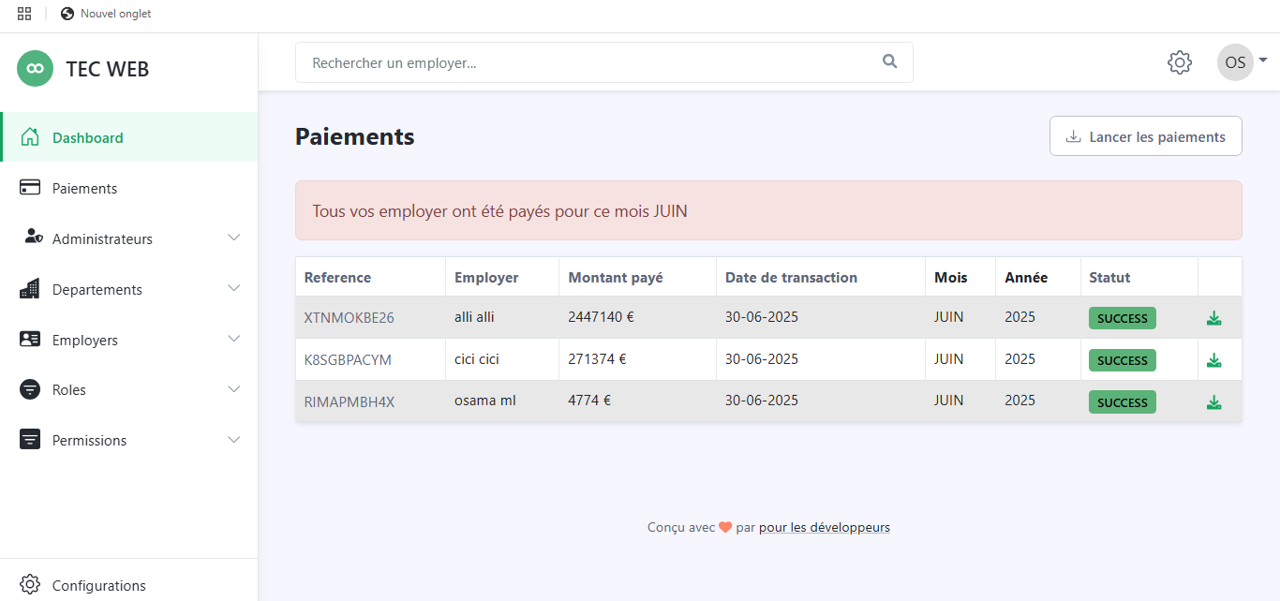 Nouvel onglet
TEC WEB
Rechercher un employer...
OS
Dashboard
Paiements
Administrateurs
Departements
Employers
Roles
Permissions
Configurations
Paiements
Lancer les paiements
Tous vos employer ont été payés pour ce mois JUIN
Reference Employer Montant payé Date de transaction Mois Année Statut
XTNMOKBE26 alli alli 2447140 € 30-06-2025 JUIN 2025 SUCCESS
K8SGBPACYM cici cici 271374 € 30-06-2025 JUIN 2025 SUCCESS
RIMAPMBH4X osama ml 4774 € 30-06-2025 JUIN 2025 SUCCESS
Conçu avec 🧡 par pour les développeurs